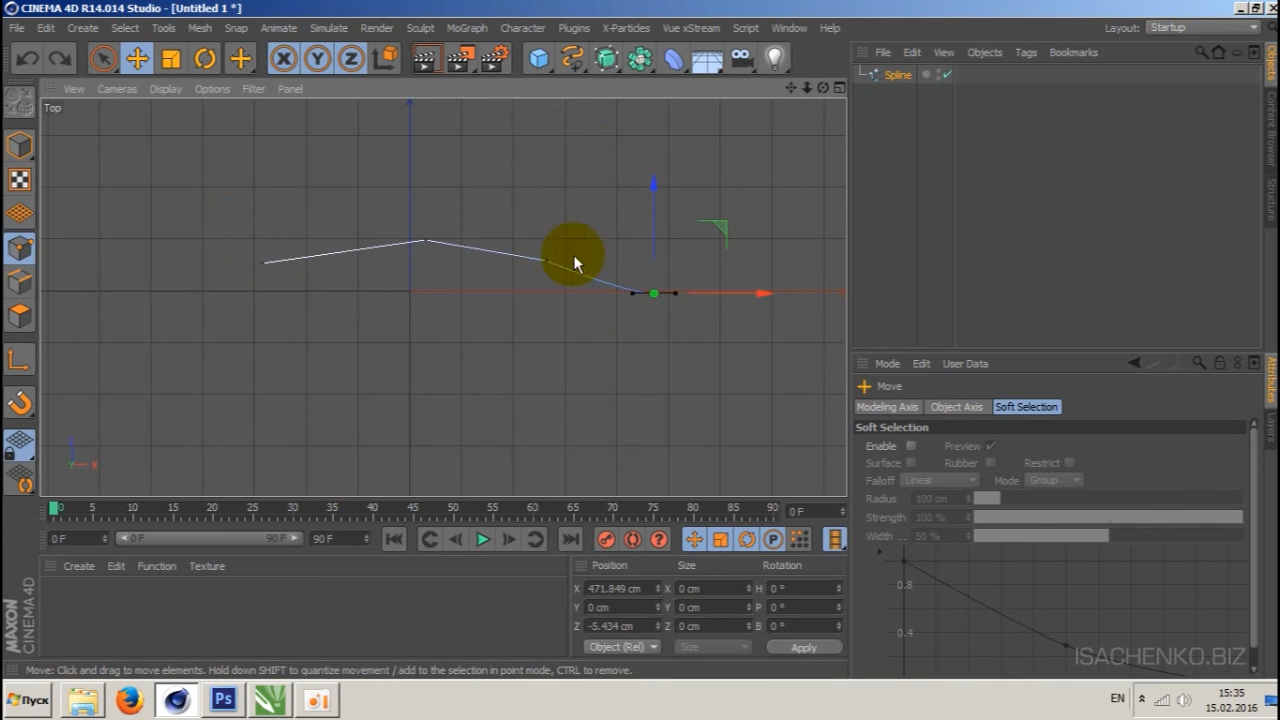 CINEMA 4D R14.014 Studio - [Untitled 1 *]
File Edit Create Select Tools Mesh Snap Animate Simulate Render Sculpt MoGraph Character Plugins X-Particles Vue xStream Script Window Help Layout: Startup
X Y Z
File Edit View Objects Tags Bookmarks
View Cameras Display Options Filter Panel
Spline
Top
Objects
Content Browser
Structure
Mode Edit User Data
Move
Modeling Axis Object Axis Soft Selection
Soft Selection
Enable Preview
Surface Rubber Restrict
Falloff Linear Mode Group
Radius 100 cm
Strength 100 %
Width . . 50 %
0.8
0.4
Attributes
Layers
Y X
0 5 10 15 20 25 30 35 40 45 50 55 60 65 70 75 80 85 90 0 F
0 F 0 F 90 F 90 F
Create Edit Function Texture
Position Size Rotation
X 471.849 cm X 0 cm H 0 °
Y 0 cm Y 0 cm P 0 °
Z -5.434 cm Z 0 cm B 0 °
Object (Rel) Size Apply
MAXON
CINEMA 4D
Move: Click and drag to move elements. Hold down SHIFT to quantize movement / add to the selection in point mode, CTRL to remove.
ISACHENKO.BIZ
Пуск Ps EN 15:35
15.02.2016